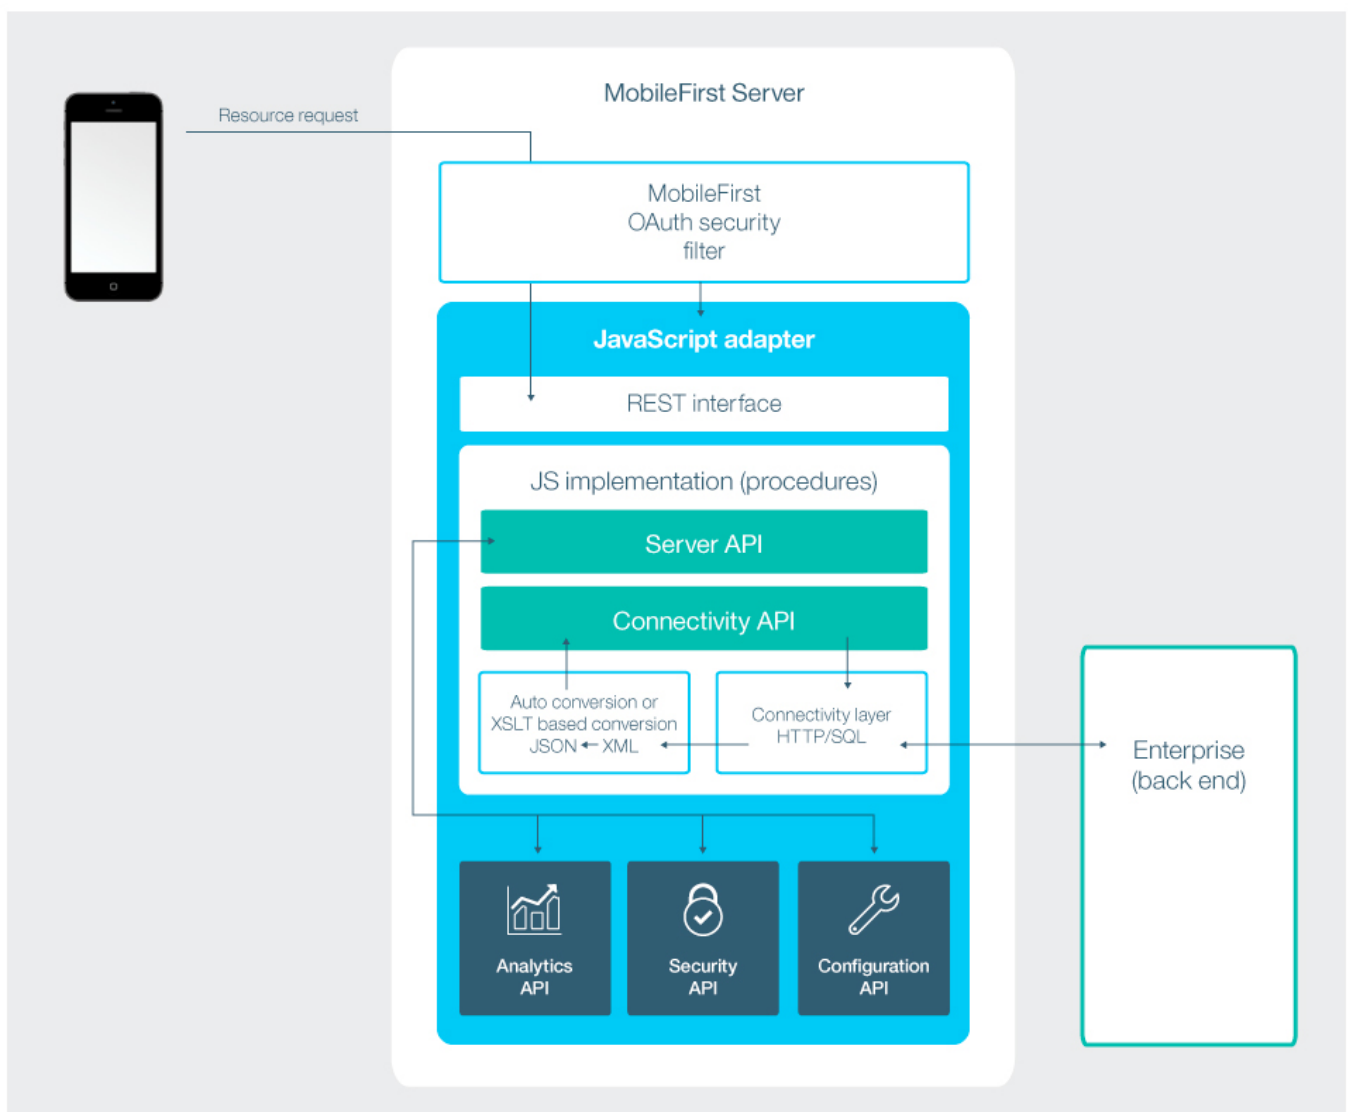 MobileFirst Server
Resource request
MobileFirst
OAuth security
filter
JavaScript adapter
REST interface
JS implementation (procedures)
Server API
Connectivity API
Auto conversion or
XSLT based conversion
JSON XML
Connectivity layer
HTTP/SQL
Enterprise
(back end)
Analytics
API
Security
API
Configuration
API